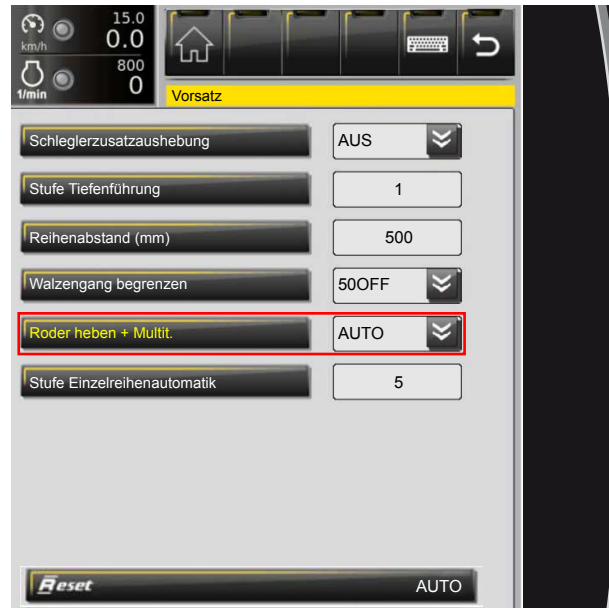 15.0
km/h 0.0
800
1/min 0
Vorsatz
Schleglerzusatzaushebung AUS
Stufe Tiefenführung 1
Reihenabstand (mm) 500
Walzengang begrenzen 50OFF
Roder heben + Multit. AUTO
Stufe Einzelreihenautomatik 5
Reset AUTO